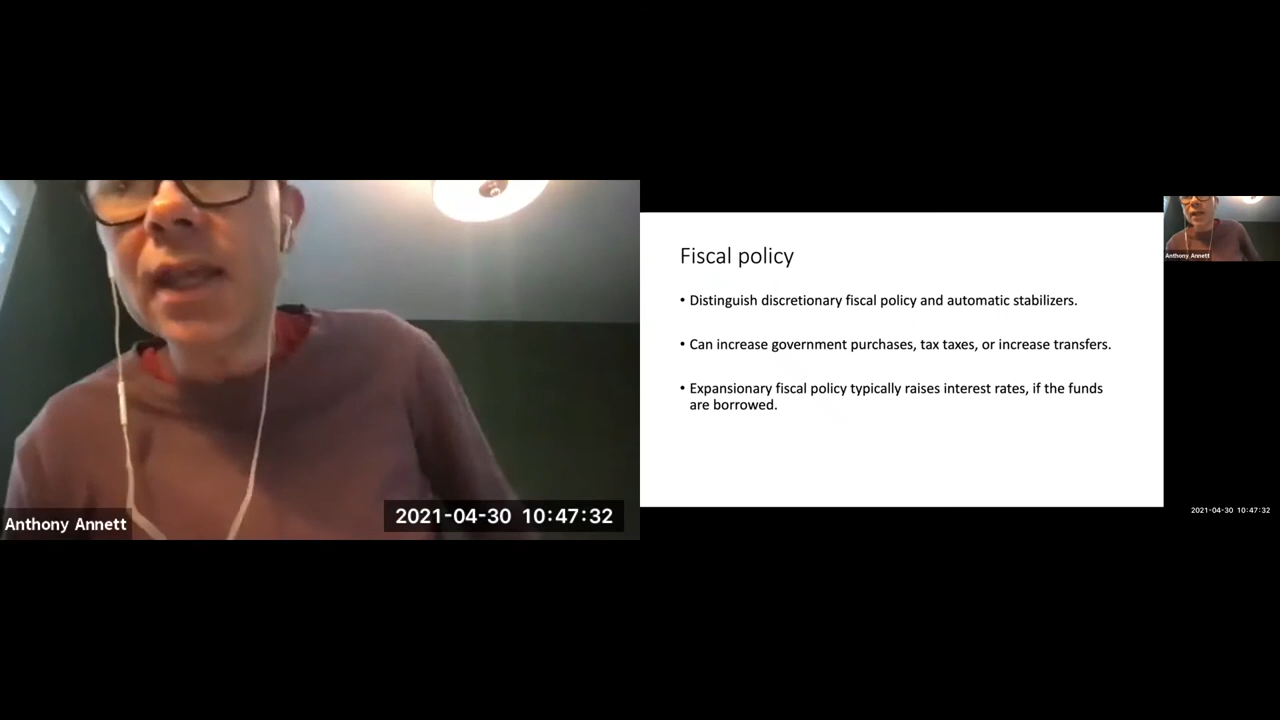 Anthony Annett
2021-04-30 10:47:32
Fiscal policy
• Distinguish discretionary fiscal policy and automatic stabilizers.
• Can increase government purchases, tax taxes, or increase transfers.
• Expansionary fiscal policy typically raises interest rates, if the funds
are borrowed.
Anthony Annett
2021-04-30 10:47:32